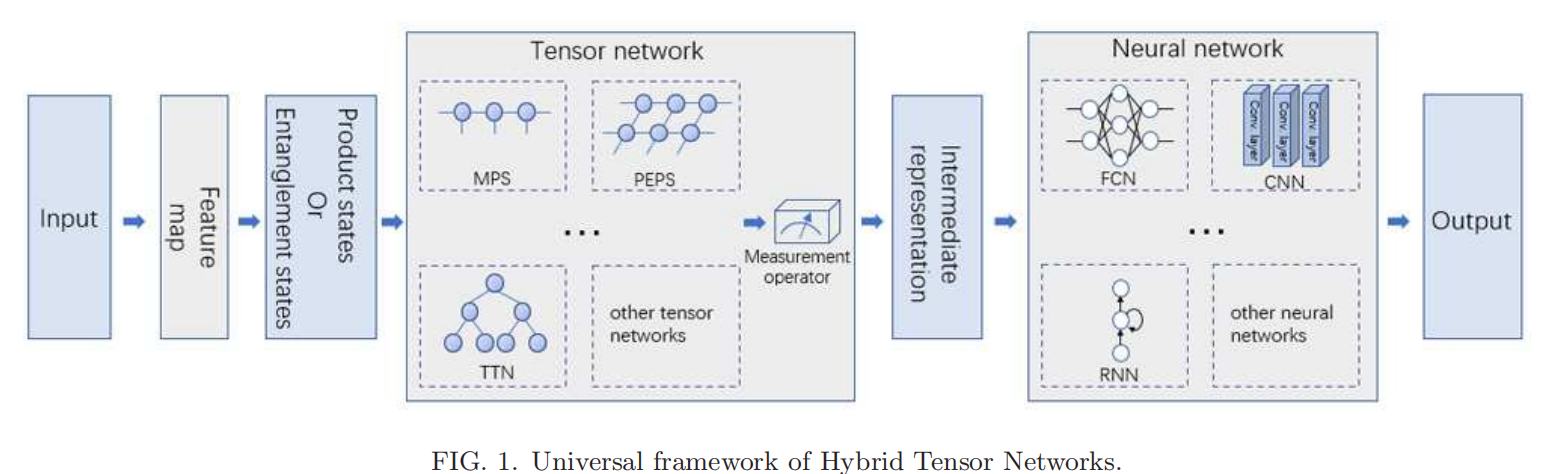 Input
Feature
map
Product states
Or
Entanglement states
Tensor network
MPS
PEPS
...
TTN
other tensor
networks
Measurement
operator
Intermediate
representation
Neural network
FCN
Conv. layer
Conv. layer
Conv. layer
CNN
...
RNN
other neural
networks
Output
FIG. 1. Universal framework of Hybrid Tensor Networks.